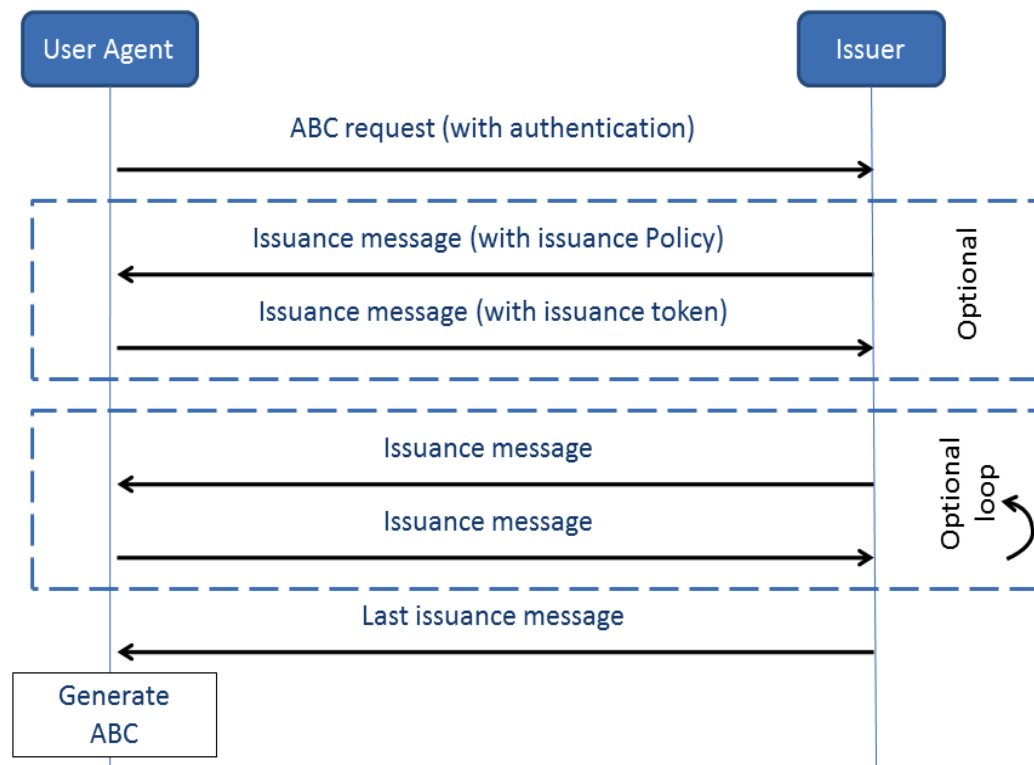 User Agent
Issuer
ABC request (with authentication)
Issuance message (with issuance Policy)
Issuance message (with issuance token)
Optional
Issuance message
Issuance message
Optional
loop
Last issuance message
Generate
ABC